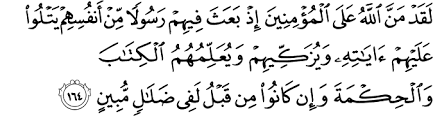 لَقَدْ مَنَّ ٱللَّهُ عَلَى ٱلْمُؤْمِنِينَ إِذْ بَعَثَ فِيهِمْ رَسُولًا مِّنْ أَنفُسِهِمْ يَتْلُوا۟
عَلَيْهِمْ ءَايَـٰتِهِۦ وَيُزَكِّيهِمْ وَيُعَلِّمُهُمُ ٱلْكِتَـٰبَ
وَٱلْحِكْمَةَ وَإِن كَانُوا۟ مِن قَبْلُ لَفِى ضَلَـٰلٍ مُّبِينٍ ١٦٤